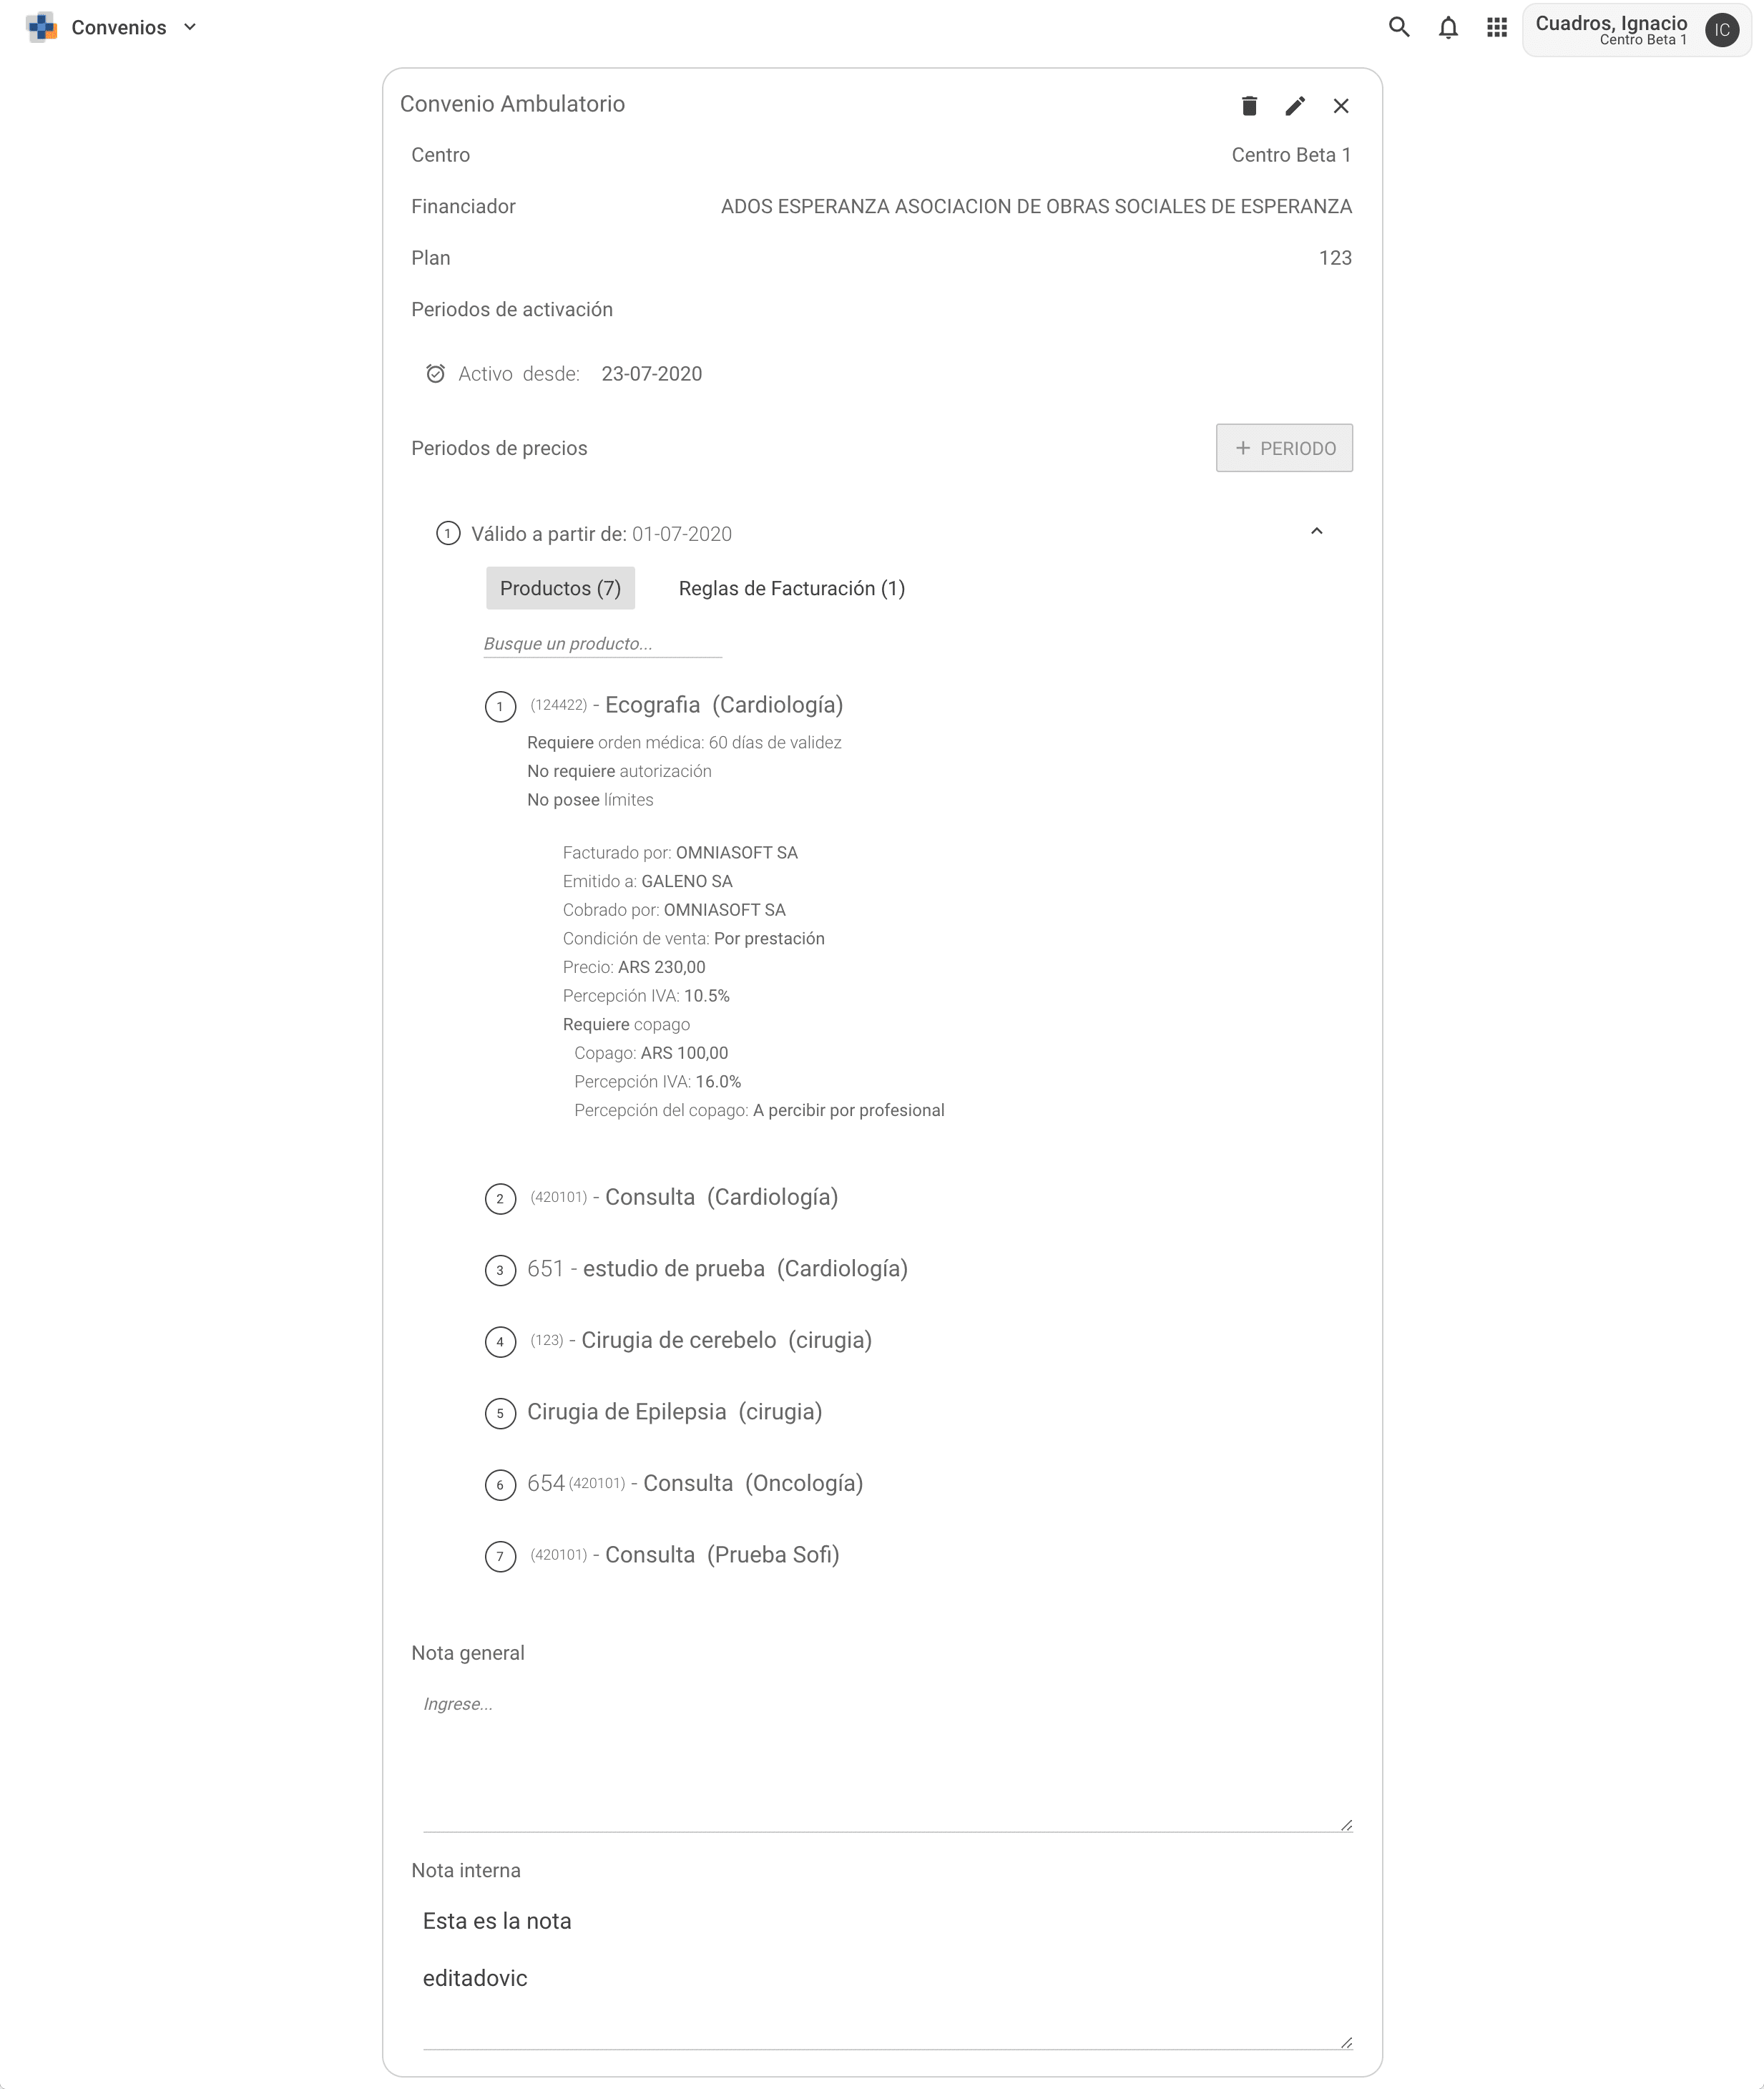 Convenios
Cuadros, Ignacio
Centro Beta 1
IC
Convenio Ambulatorio
Centro Centro Beta 1
Financiador ADOS ESPERANZA ASOCIACION DE OBRAS SOCIALES DE ESPERANZA
Plan 123
Periodos de activación
Activo desde: 23-07-2020
Periodos de precios + PERIODO
1 Válido a partir de: 01-07-2020
Productos (7) Reglas de Facturación (1)
Busque un producto...
1 (124422) - Ecografia (Cardiología)
Requiere orden médica: 60 días de validez
No requiere autorización
No posee límites
Facturado por: OMNIASOFT SA
Emitido a: GALENO SA
Cobrado por: OMNIASOFT SA
Condición de venta: Por prestación
Precio: ARS 230,00
Percepción IVA: 10.5%
Requiere copago
Copago: ARS 100,00
Percepción IVA: 16.0%
Percepción del copago: A percibir por profesional
2 (420101) - Consulta (Cardiología)
3 651 - estudio de prueba (Cardiología)
4 (123) - Cirugia de cerebelo (cirugia)
5 Cirugia de Epilepsia (cirugia)
6 654 (420101) - Consulta (Oncología)
7 (420101) - Consulta (Prueba Sofi)
Nota general
Ingrese...
Nota interna
Esta es la nota
editadovic